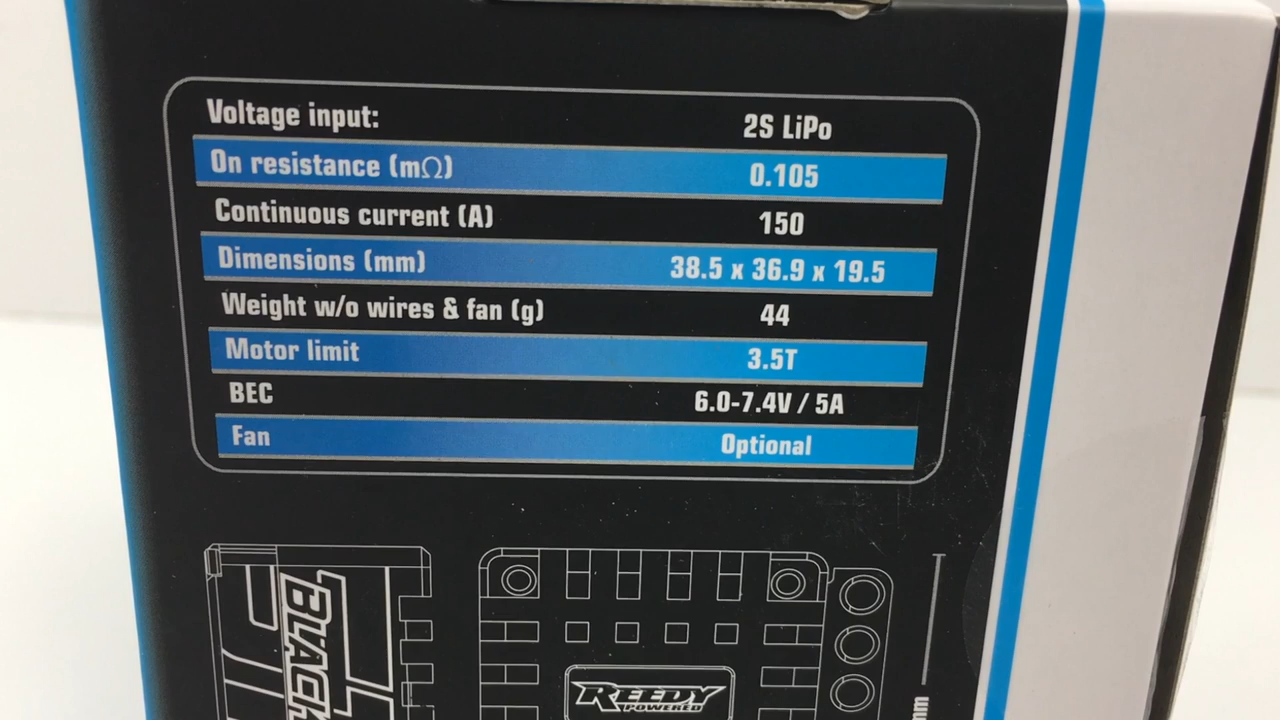 Voltage input: 2S LiPo
On resistance (mΩ) 0.105
Continuous current (A) 150
Dimensions (mm) 38.5 x 36.9 x 19.5
Weight w/o wires & fan (g) 44
Motor limit 3.5T
BEC 6.0-7.4V / 5A
Fan Optional
BLACK
REEDY
POWERED
mm